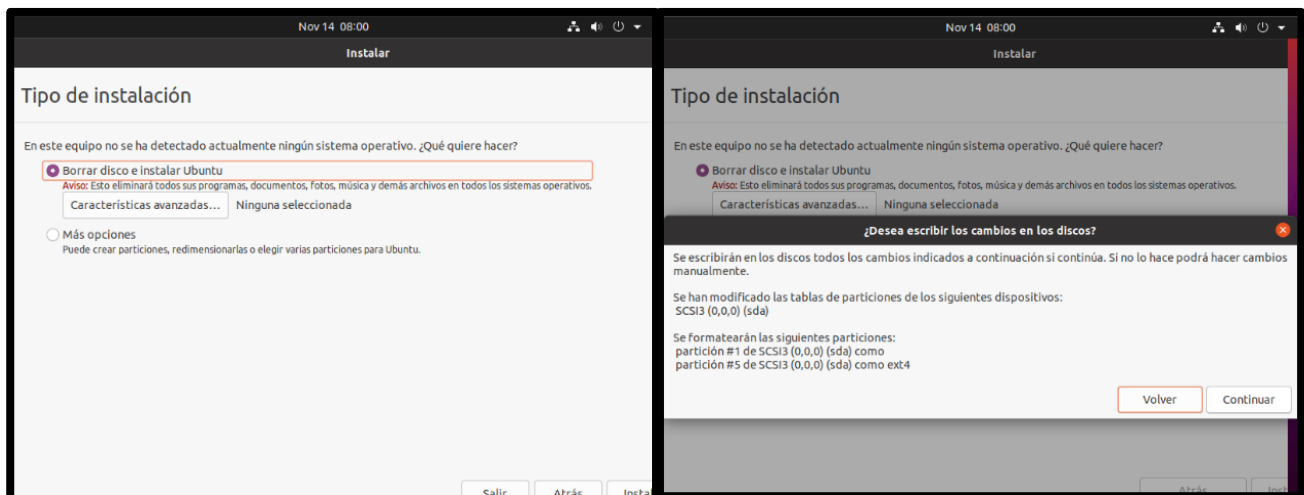 Nov 14 08:00
Instalar
Tipo de instalación
En este equipo no se ha detectado actualmente ningún sistema operativo. ¿Qué quiere hacer?
Borrar disco e instalar Ubuntu
Aviso: Esto eliminará todos sus programas, documentos, fotos, música y demás archivos en todos los sistemas operativos.
Características avanzadas... Ninguna seleccionada
Más opciones
Puede crear particiones, redimensionarlas o elegir varias particiones para Ubuntu.
Salir Atrás
Nov 14 08:00
Instalar
Tipo de instalación
En este equipo no se ha detectado actualmente ningún sistema operativo. ¿Qué quiere hacer?
Borrar disco e instalar Ubuntu
Aviso: Esto eliminará todos sus programas, documentos, fotos, música y demás archivos en todos los sistemas operativos.
Características avanzadas... Ninguna seleccionada
¿Desea escribir los cambios en los discos?
Se escribirán en los discos todos los cambios indicados a continuación si continúa. Si no lo hace podrá hacer cambios
manualmente.
Se han modificado las tablas de particiones de los siguientes dispositivos:
SCSI3 (0,0,0) (sda)
Se formatearán las siguientes particiones:
partición #1 de SCSI3 (0,0,0) (sda) como
partición #5 de SCSI3 (0,0,0) (sda) como ext4
Volver Continuar
Atrás